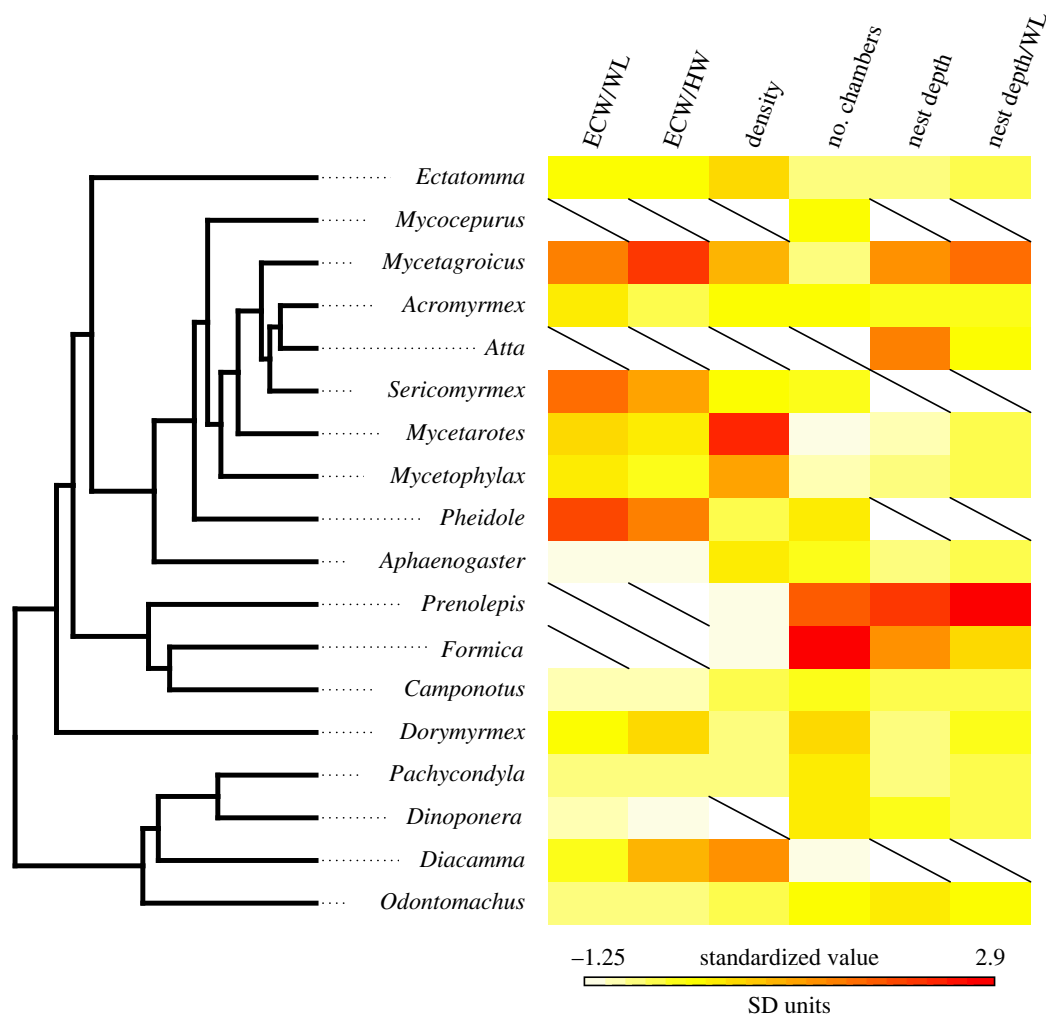 ECW/WL
ECW/HW
density
no. chambers
nest depth
nest depth/WL
Ectatomma
Mycocepurus
Mycetagroicus
Acromyrmex
Atta
Sericomyrmex
Mycetarotes
Mycetophylax
Pheidole
Aphaenogaster
Prenolepis
Formica
Camponotus
Dorymyrmex
Pachycondyla
Dinoponera
Diacamma
Odontomachus
–1.25 standardized value 2.9
SD units